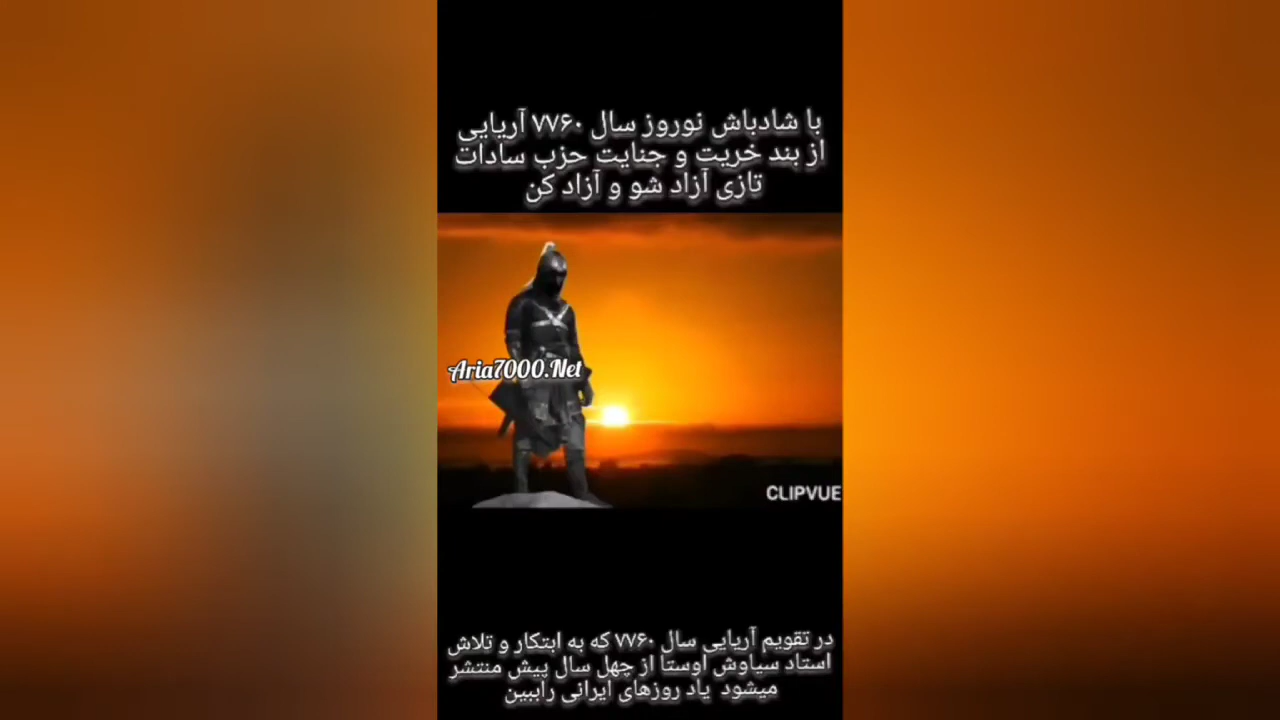 با شادباش نوروز سال ۷۷۶۰ آریایی
از بند خریت و جنایت حزب سادات
تازی آزاد شو و آزاد کن
Aria7000.Net
CLIPVUE
در تقویم آریایی سال ۷۷۶۰ که به ابتکار و تلاش
استاد سیاوش اوستا از چهل سال پیش منتشر
میشود یاد روزهای ایرانی راببین